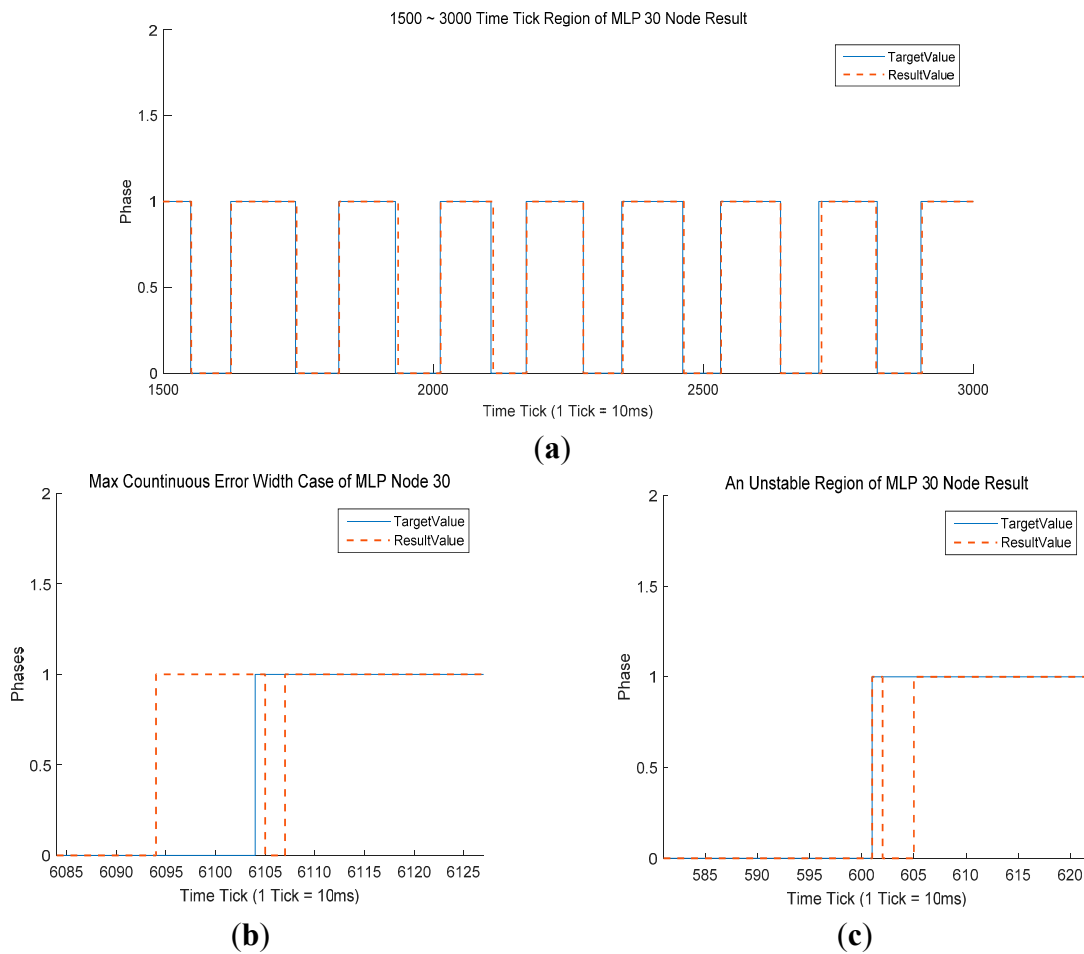 1500 ~ 3000 Time Tick Region of MLP 30 Node Result
TargetValue
ResultValue
2
1.5
1
0.5
0
Phase
1500 2000 2500 3000
Time Tick (1 Tick = 10ms)
(a)
Max Countinuous Error Width Case of MLP Node 30
TargetValue
ResultValue
2
1.5
1
0.5
0
Phases
6085 6090 6095 6100 6105 6110 6115 6120 6125
Time Tick (1 Tick = 10ms)
(b)
An Unstable Region of MLP 30 Node Result
TargetValue
ResultValue
2
1.5
1
0.5
0
Phase
585 590 595 600 605 610 615 620
Time Tick (1 Tick = 10ms)
(c)